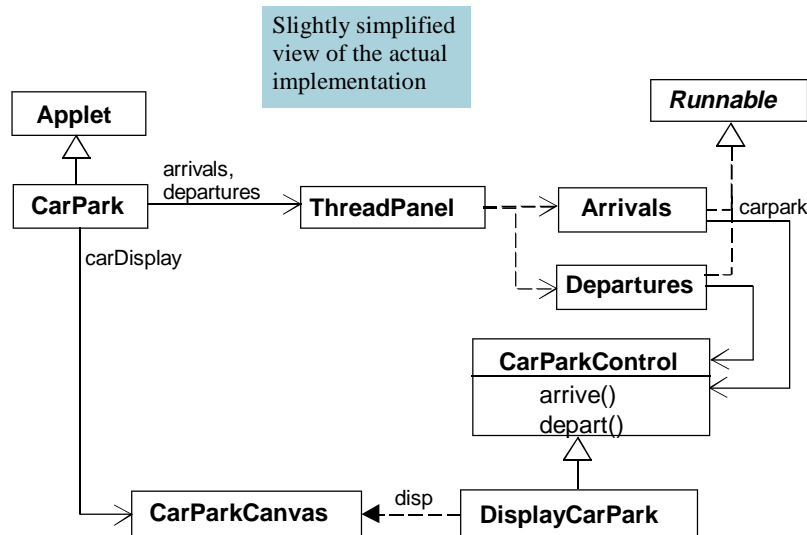 Slightly simplified
view of the actual
implementation
Runnable
Applet
arrivals,
departures
CarPark
ThreadPanel
Arrivals
carpark
carDisplay
Departures
CarParkControl
arrive()
depart()
disp
CarParkCanvas
DisplayCarPark